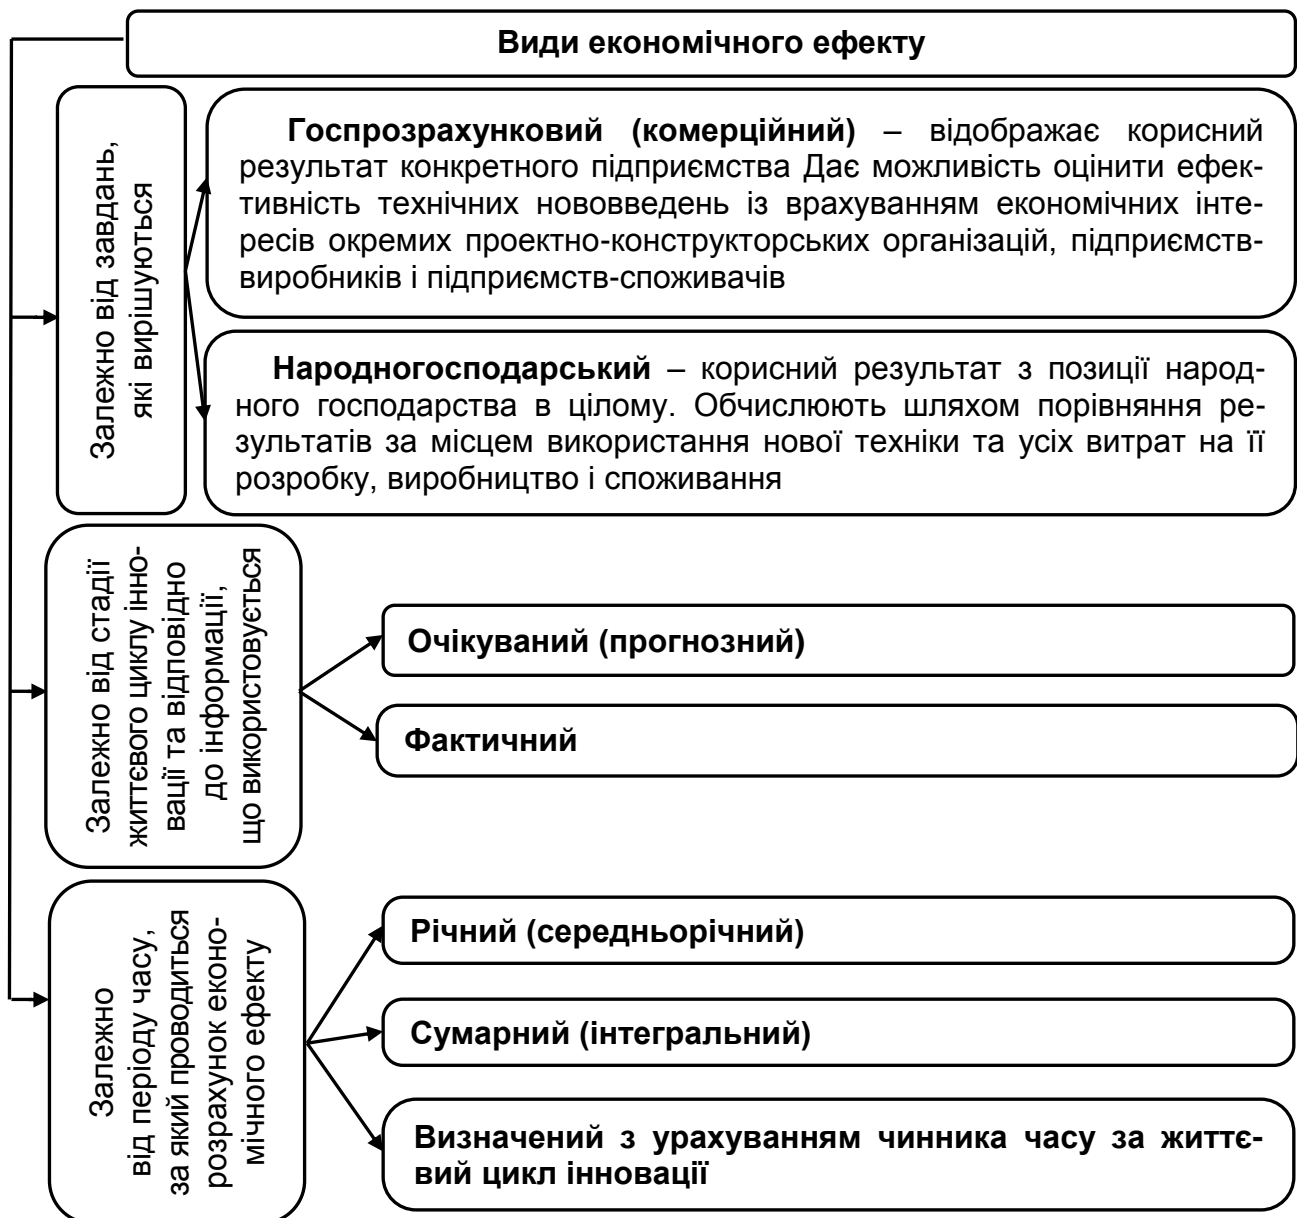 Види економічного ефекту
Залежно від завдань,
які вирішуються
Госпрозрахунковий (комерційний) – відображає корисний
результат конкретного підприємства Дає можливість оцінити ефек-
тивність технічних нововведень із врахуванням економічних інте-
ресів окремих проектно-конструкторських організацій, підприємств-
виробників і підприємств-споживачів
Народногосподарський – корисний результат з позиції народ-
ного господарства в цілому. Обчислюють шляхом порівняння ре-
зультатів за місцем використання нової техніки та усіх витрат на її
розробку, виробництво і споживання
Залежно від стадії
життєвого циклу інно-
вації та відповідно
до інформації,
що використовується
Очікуваний (прогнозний)
Фактичний
Залежно
від періоду часу,
за який проводиться
розрахунок еконо-
мічного ефекту
Річний (середньорічний)
Сумарний (інтегральний)
Визначений з урахуванням чинника часу за життє-
вий цикл інновації